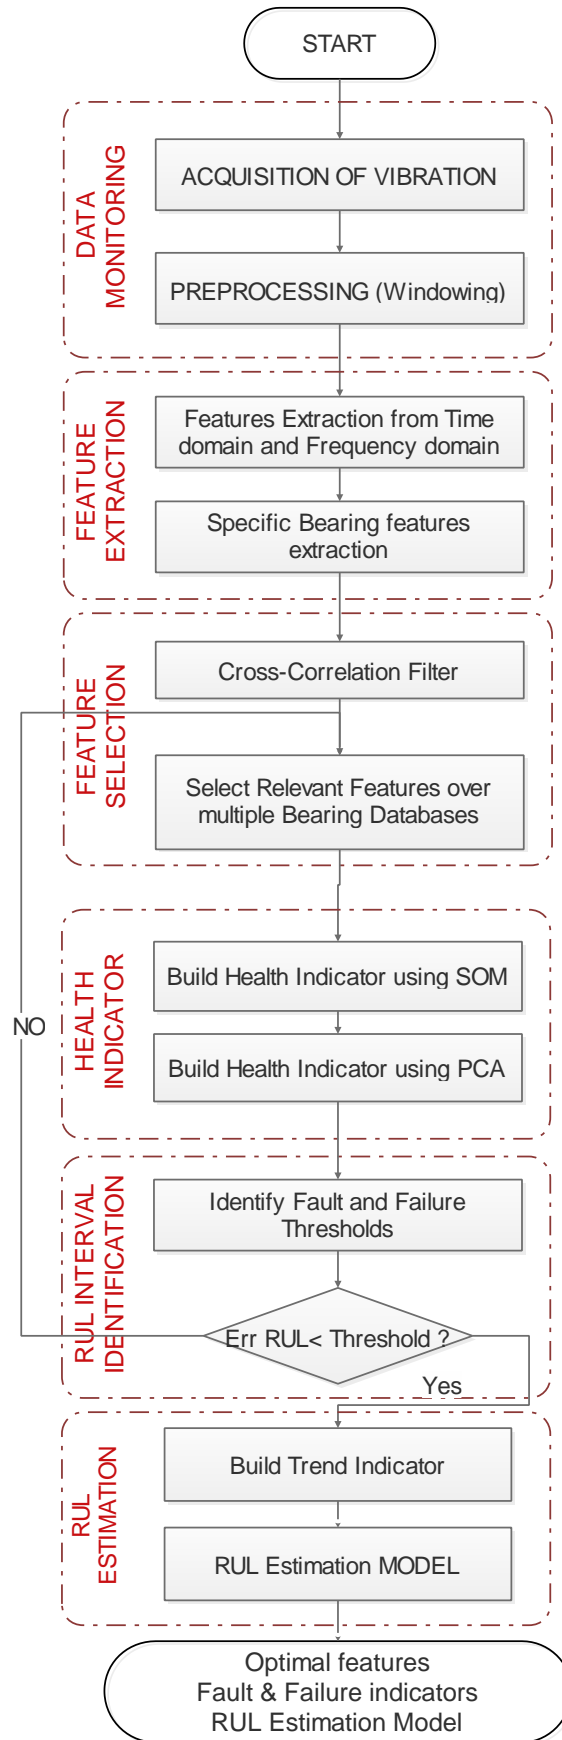 START
DATA
MONITORING
ACQUISITION OF VIBRATION
PREPROCESSING (Windowing)
FEATURE
EXTRACTION
Features Extraction from Time
domain and Frequency domain
Specific Bearing features
extraction
FEATURE
SELECTION
Cross-Correlation Filter
Select Relevant Features over
multiple Bearing Databases
HEALTH
INDICATOR
Build Health Indicator using SOM
Build Health Indicator using PCA
NO
RUL INTERVAL
IDENTIFICATION
Identify Fault and Failure
Thresholds
Err RUL< Threshold ?
Yes
RUL
ESTIMATION
Build Trend Indicator
RUL Estimation MODEL
Optimal features
Fault & Failure indicators
RUL Estimation Model